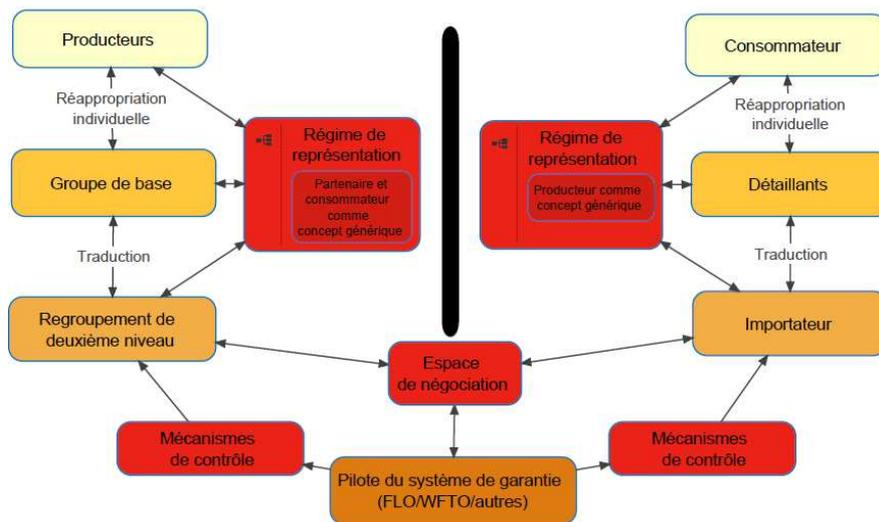 Producteurs
Consommateur
Réappropriation
individuelle
Réappropriation
individuelle
Régime de
représentation
Partenaire et
consommateur
comme
concept générique
Régime de
représentation
Producteur comme
concept générique
Groupe de base
Détaillants
Traduction
Traduction
Regroupement de
deuxième niveau
Importateur
Espace
de négociation
Mécanismes
de contrôle
Mécanismes
de contrôle
Pilote du système de garantie
(FLO/WFTO/autres)